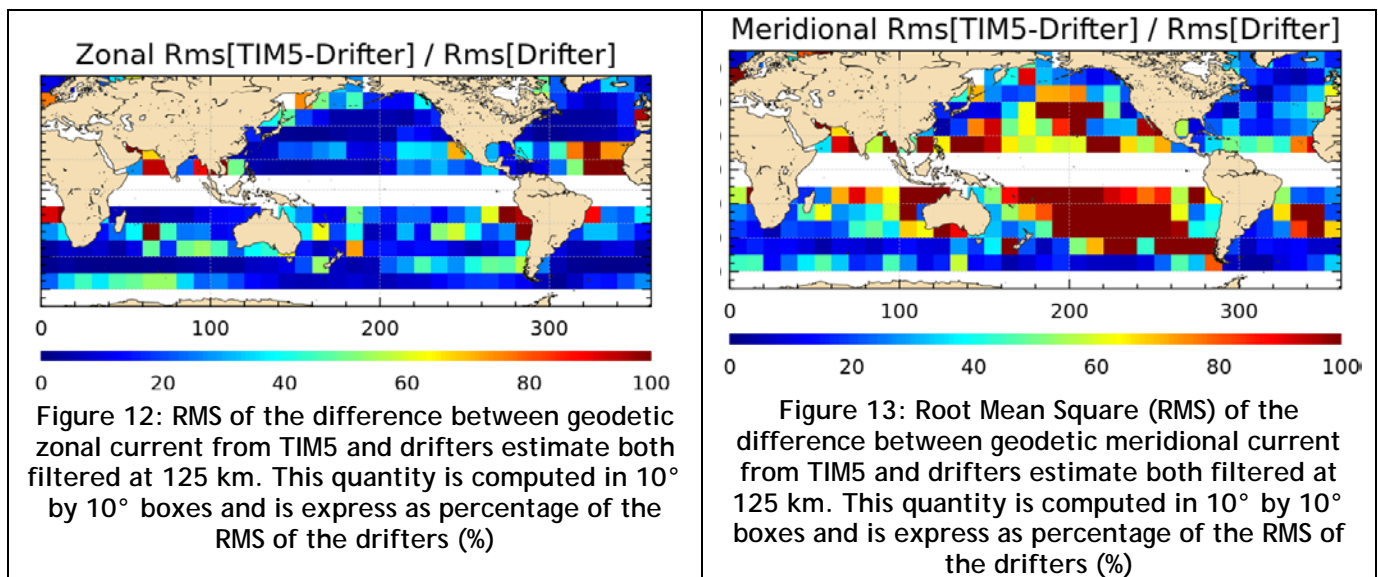 Zonal Rms[TIM5-Drifter] / Rms[Drifter]
0 100 200 300
0 20 40 60 80 100
Figure 12: RMS of the difference between geodetic
zonal current from TIM5 and drifters estimate both
filtered at 125 km. This quantity is computed in 10°
by 10° boxes and is express as percentage of the
RMS of the drifters (%)
Meridional Rms[TIM5-Drifter] / Rms[Drifter]
0 100 200 300
0 20 40 60 80 100
Figure 13: Root Mean Square (RMS) of the
difference between geodetic meridional current
from TIM5 and drifters estimate both filtered at
125 km. This quantity is computed in 10° by 10°
boxes and is express as percentage of the RMS of
the drifters (%)